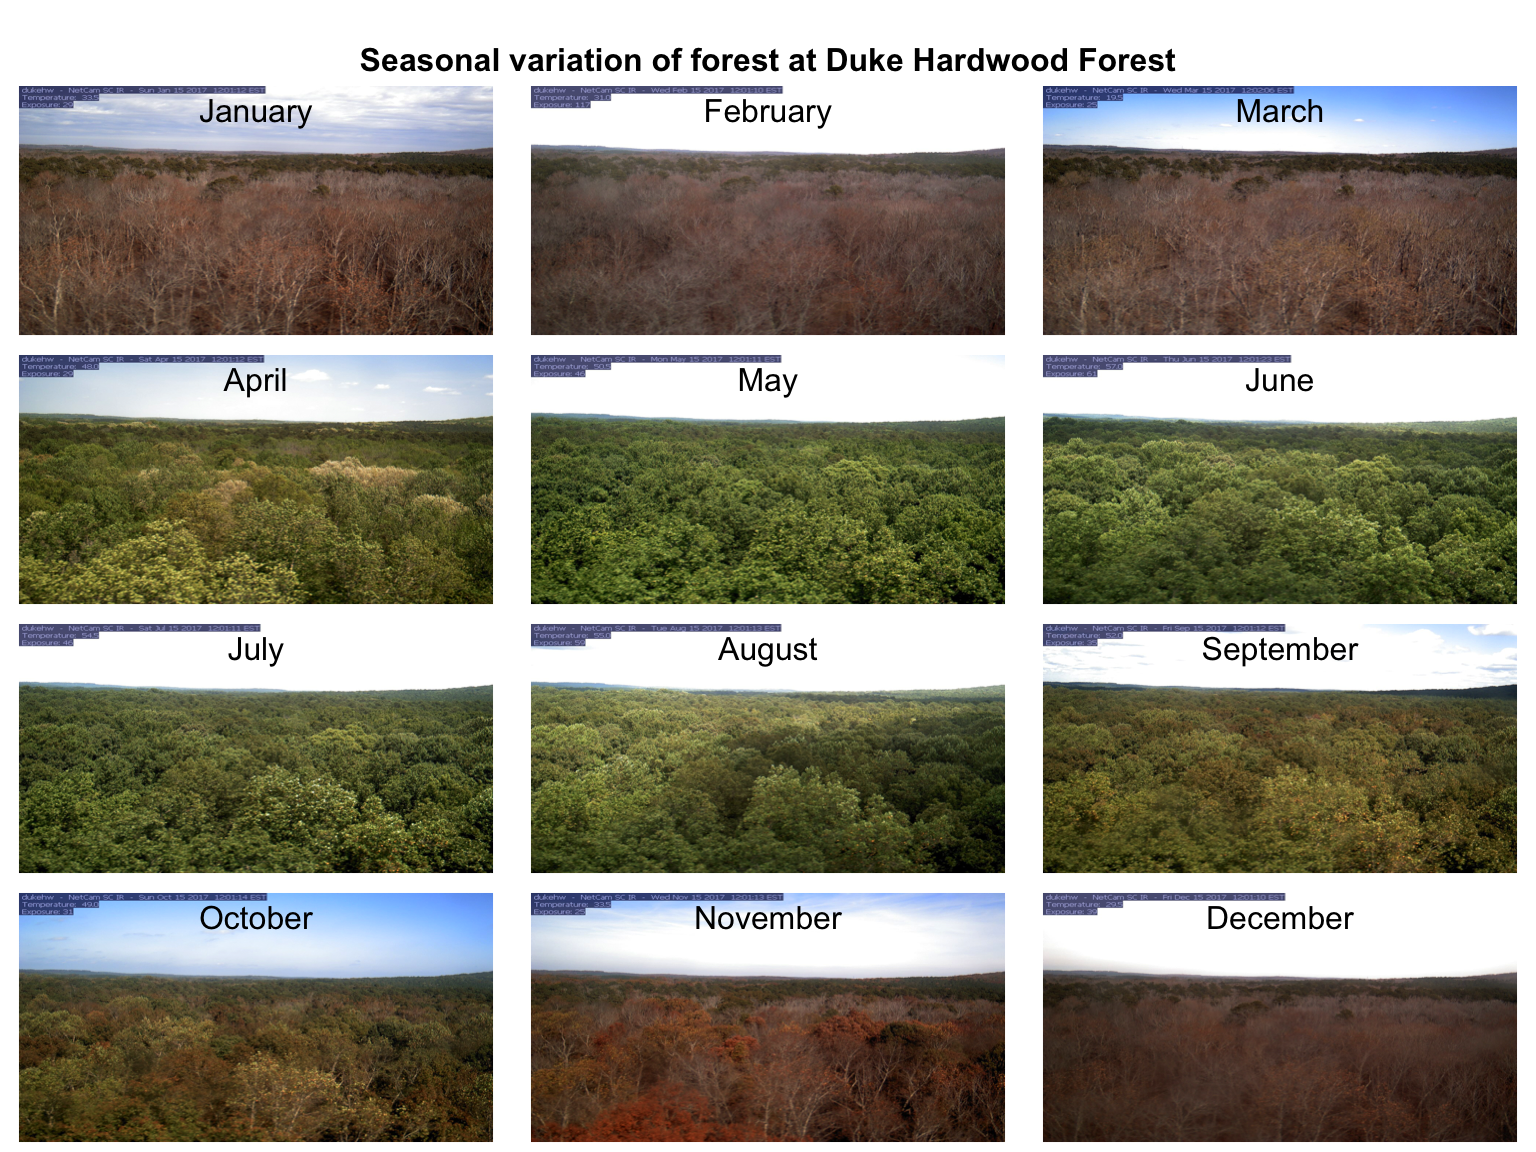 Seasonal variation of forest at Duke Hardwood Forest
dukehw - NetCam SC IR - Sun Jan 15 2017 12:01:12 EST
Temperature: 33.5
Exposure: 29
January
dukehw - NetCam SC IR - Wed Feb 15 2017 12:01:10 EST
Temperature: 31.0
Exposure: 117
February
dukehw - NetCam SC IR - Wed Mar 15 2017 12:02:06 EST
Temperature: 19.5
Exposure: 25
March
dukehw - NetCam SC IR - Sat Apr 15 2017 12:01:12 EST
Temperature: 48.0
Exposure: 29
April
dukehw - NetCam SC IR - Mon May 15 2017 12:01:11 EST
Temperature: 50.5
Exposure: 46
May
dukehw - NetCam SC IR - Thu Jun 15 2017 12:01:23 EST
Temperature: 57.0
Exposure: 61
June
dukehw - NetCam SC IR - Sat Jul 15 2017 12:01:11 EST
Temperature: 54.5
Exposure: 46
July
dukehw - NetCam SC IR - Tue Aug 15 2017 12:01:13 EST
Temperature: 55.0
Exposure:
August
dukehw - NetCam SC IR - Fri Sep 15 2017 12:01:12 EST
Temperature: 52.0
Exposure:
September
dukehw - NetCam SC IR - Sun Oct 15 2017 12:01:14 EST
Temperature: 49.0
Exposure: 31
October
dukehw - NetCam SC IR - Wed Nov 15 2017 12:01:13 EST
Temperature: 33.5
Exposure: 25
November
dukehw - NetCam SC IR - Fri Dec 15 2017 12:01:10 EST
Temperature: 29.5
Exposure:
December